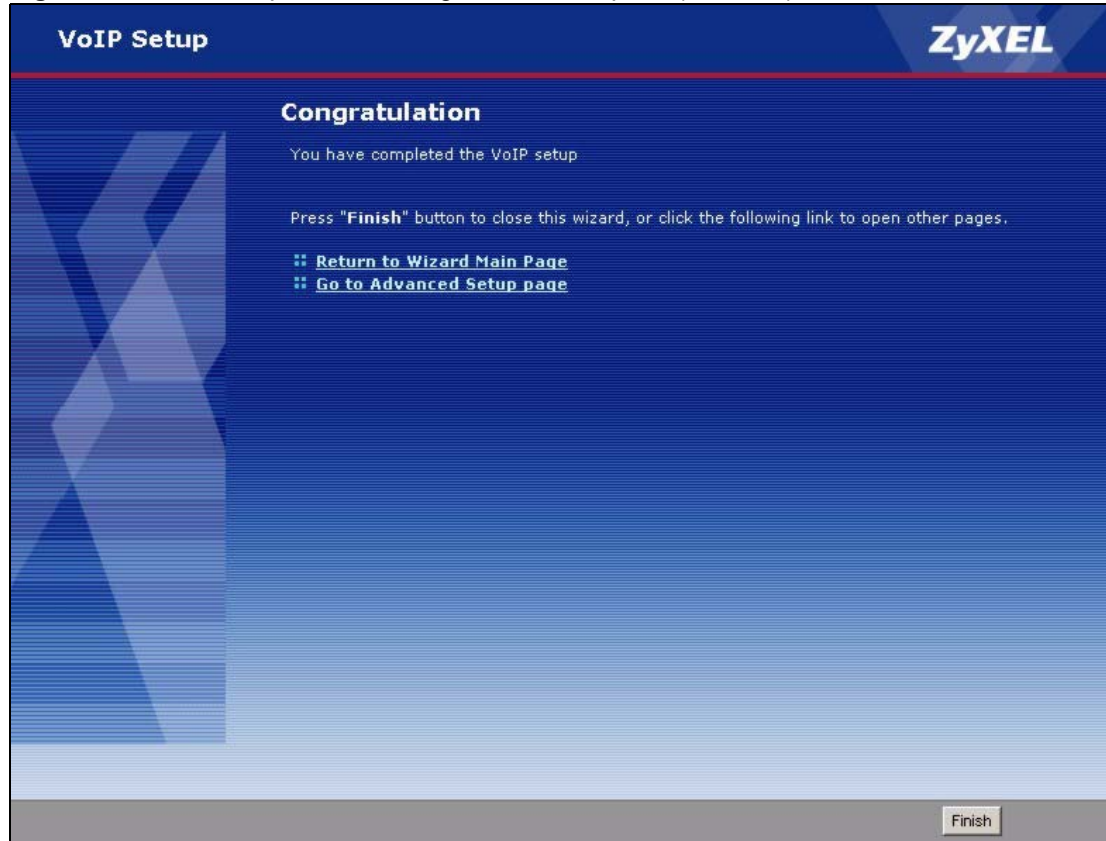 VoIP Setup
ZyXEL
Congratulation
You have completed the VoIP setup
Press "Finish" button to close this wizard, or click the following link to open other pages.
Return to Wizard Main Page
Go to Advanced Setup page
Finish